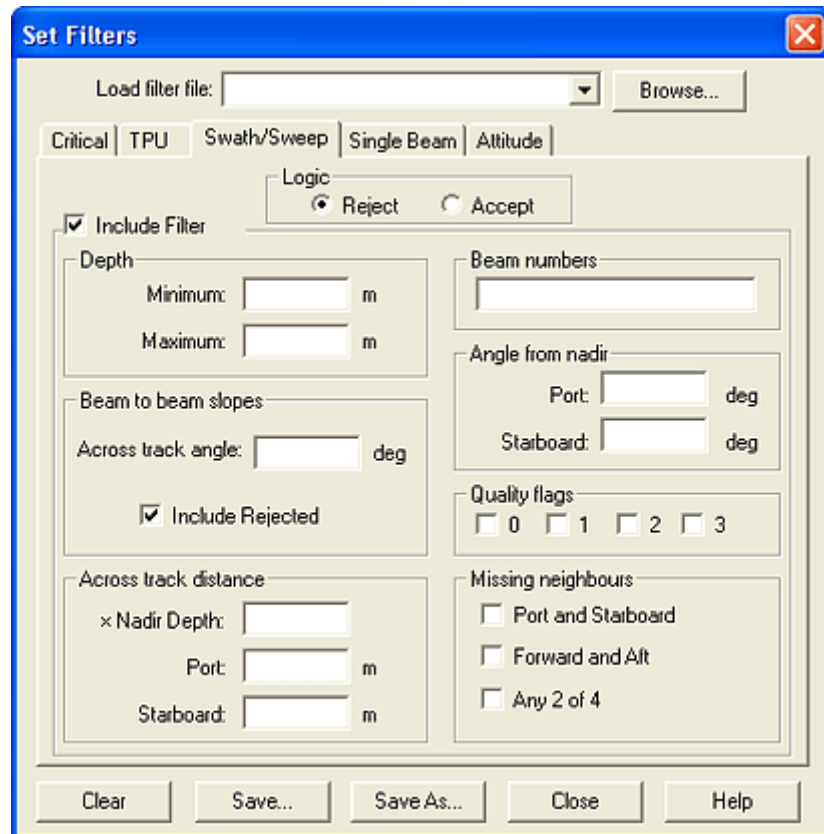 Set Filters
Load filter file:
Browse...
Critical
TPU
Swath/Sweep
Single Beam
Attitude
Logic
Reject
Accept
Include Filter
Depth
Minimum: m
Maximum: m
Beam to beam slopes
Across track angle: deg
Include Rejected
Across track distance
× Nadir Depth:
Port: m
Starboard: m
Beam numbers
Angle from nadir
Port: deg
Starboard: deg
Quality flags
0 1 2 3
Missing neighbours
Port and Starboard
Forward and Aft
Any 2 of 4
Clear
Save...
Save As...
Close
Help